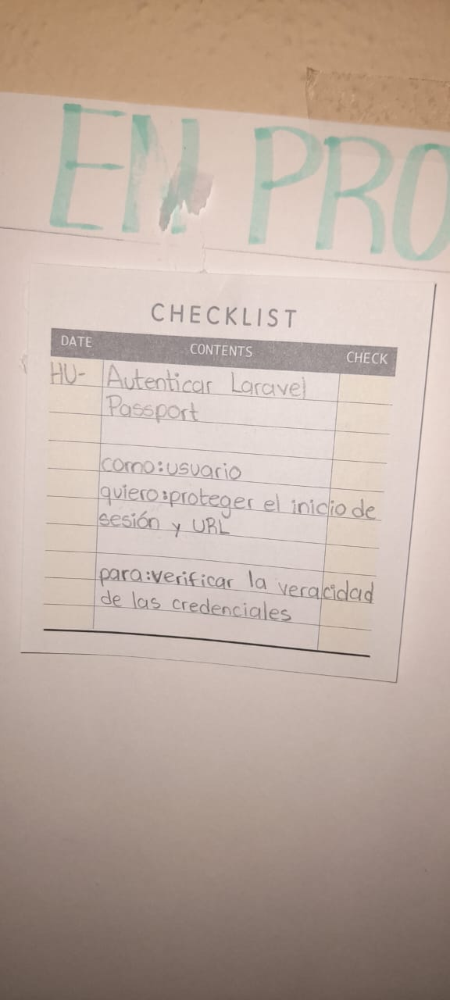 EN PRO
CHECKLIST
DATE CONTENTS CHECK
HU- Autenticar Laravel
Passport
como:usuario
quiero:proteger el inicio de
sesión y URL
para:verificar la veracidad
de las credenciales